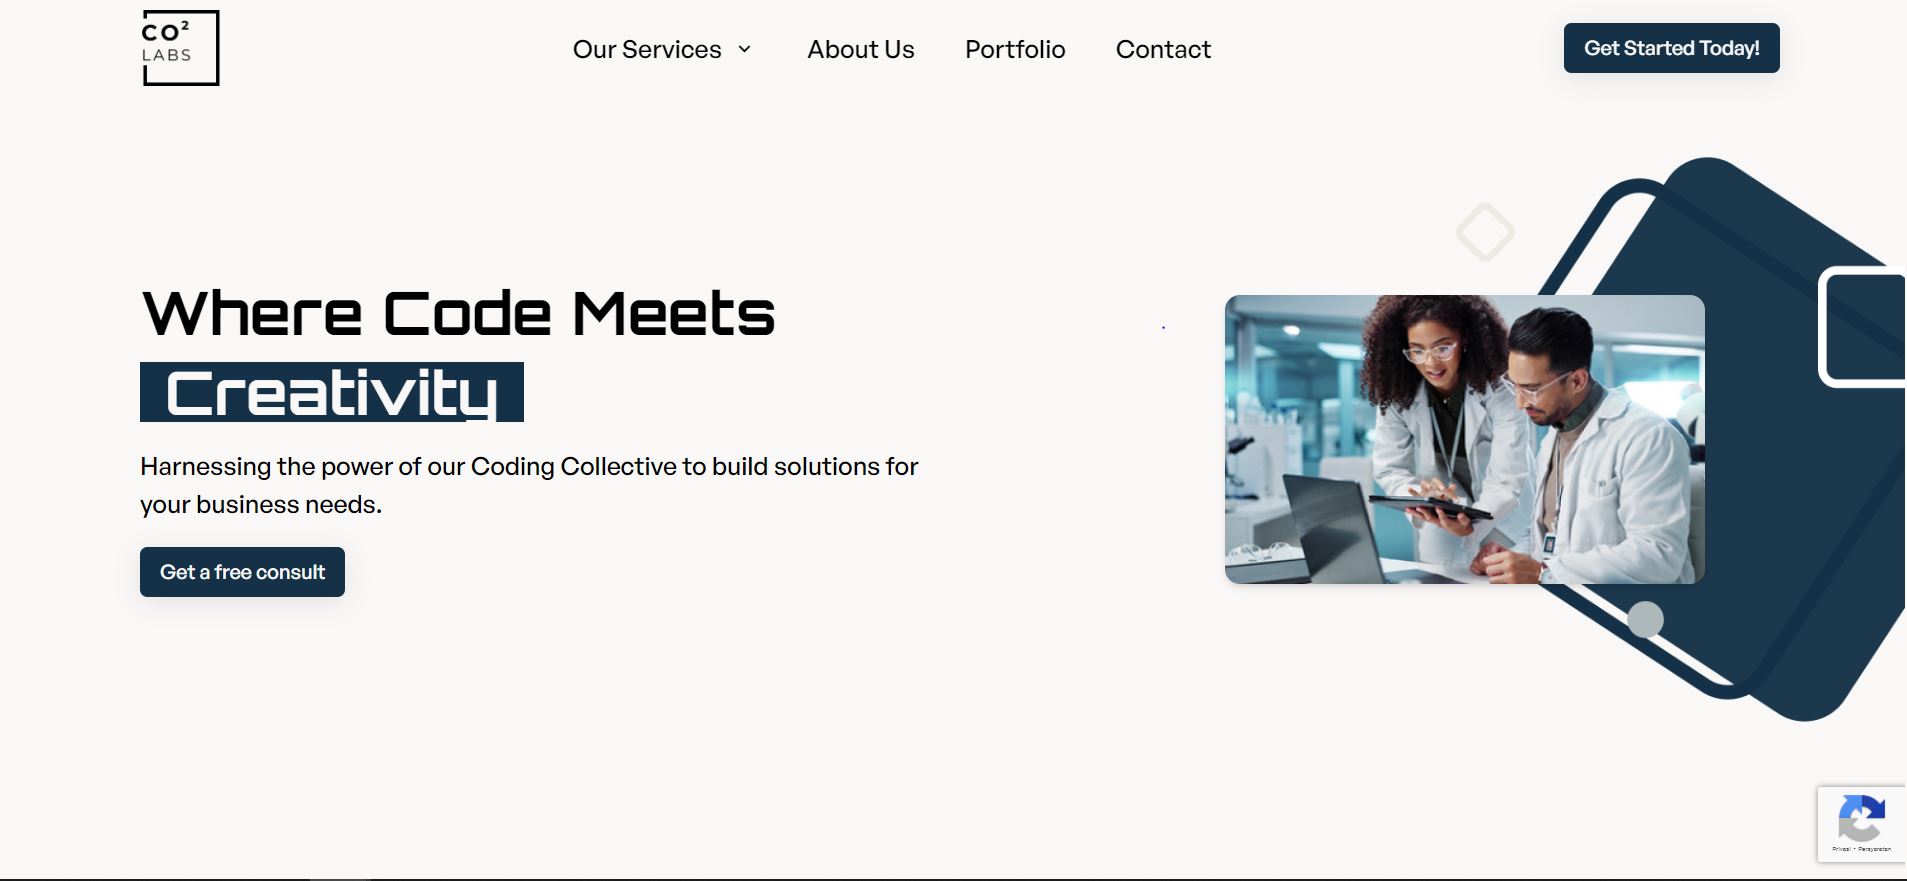 CO²
LABS
Our Services
About Us
Portfolio
Contact
Get Started Today!
Where Code Meets
Creativity
Harnessing the power of our Coding Collective to build solutions for
your business needs.
Get a free consult
Privasi • Persyaratan